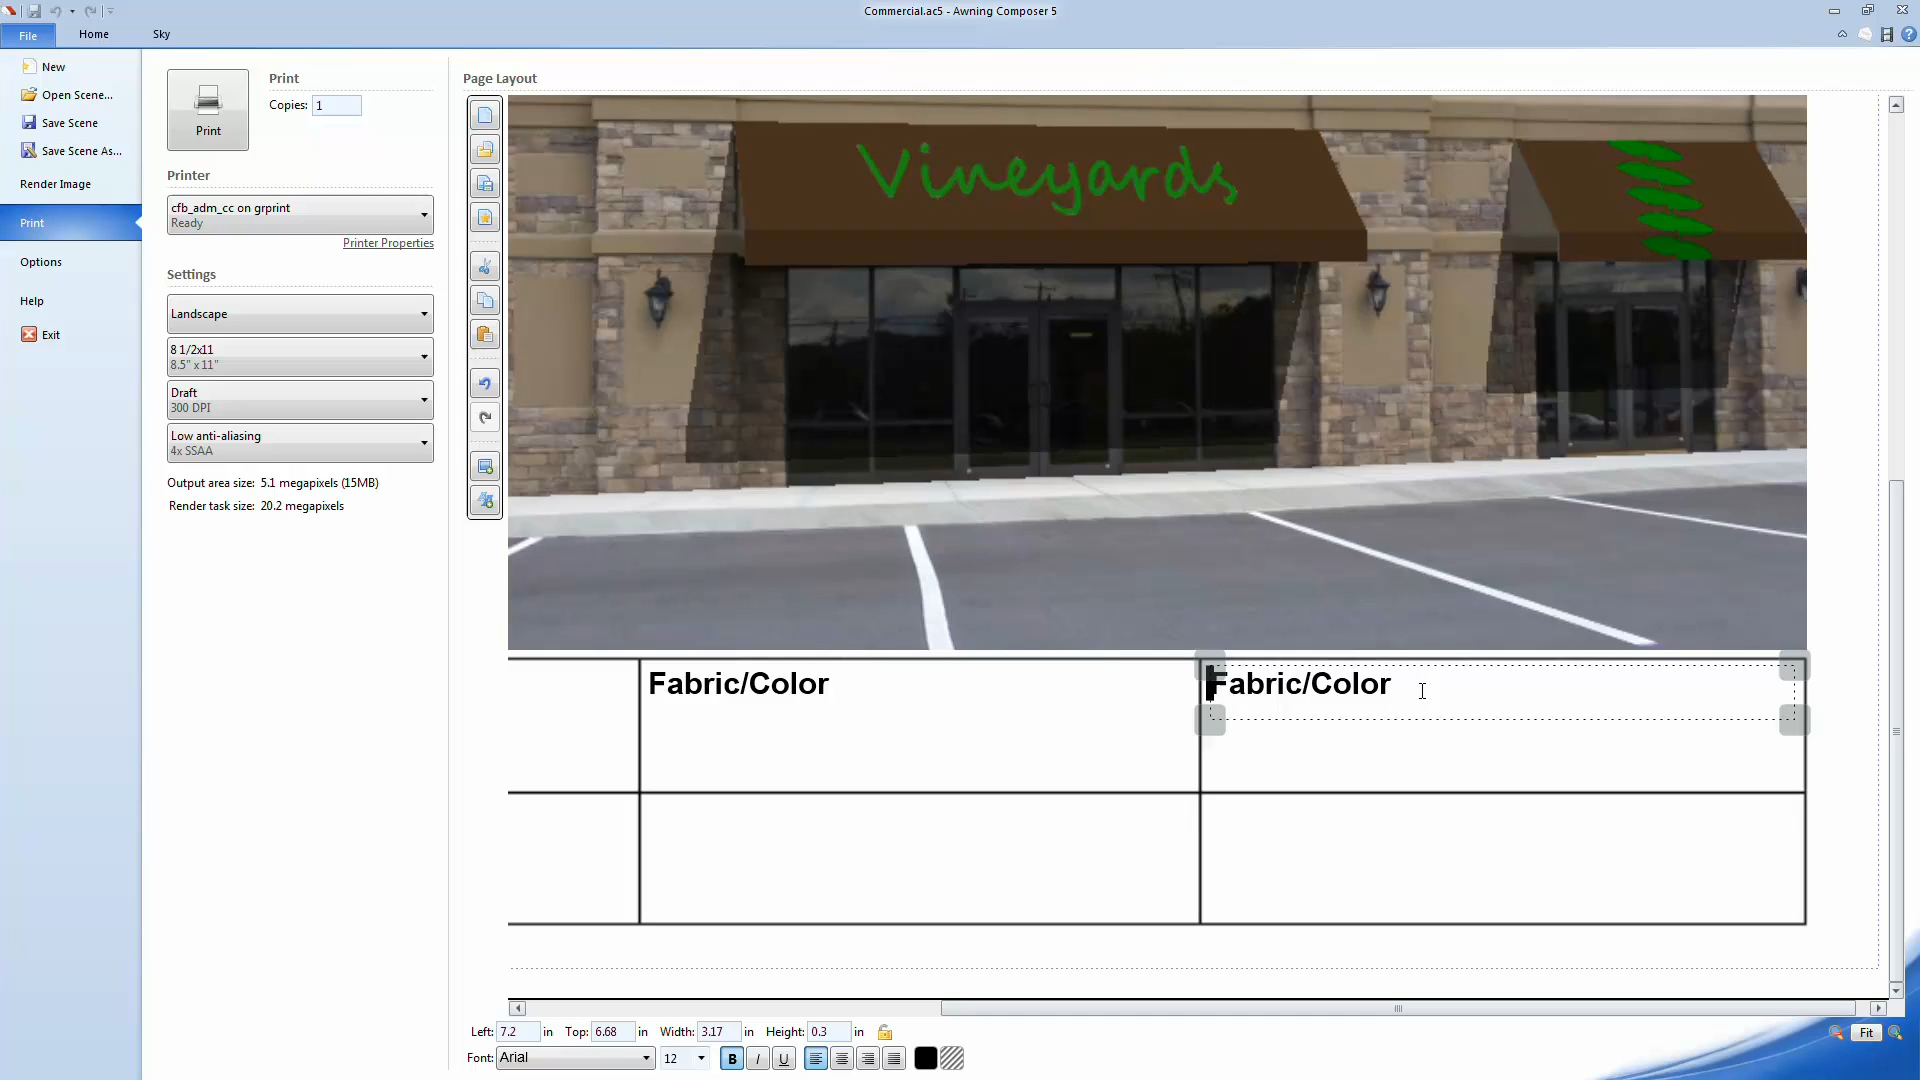 Commercial.ac5 - Awning Composer 5
File
Home
Sky
New
Open Scene...
Save Scene
Save Scene As...
Render Image
Print
Options
Help
Exit
Print
Print
Copies: 1
Printer
cfb_adm_cc on grprint
Ready
Printer Properties
Settings
Landscape
8 1/2x11
8.5" x 11"
Draft
300 DPI
Low anti-aliasing
4x SSAA
Output area size: 5.1 megapixels (15MB)
Render task size: 20.2 megapixels
Page Layout
Vineyards
Fabric/Color
Fabric/Color
Left: 7.2 in Top: 6.68 in Width: 3.17 in Height: 0.3 in
Fit
Font: Arial 12 B I U